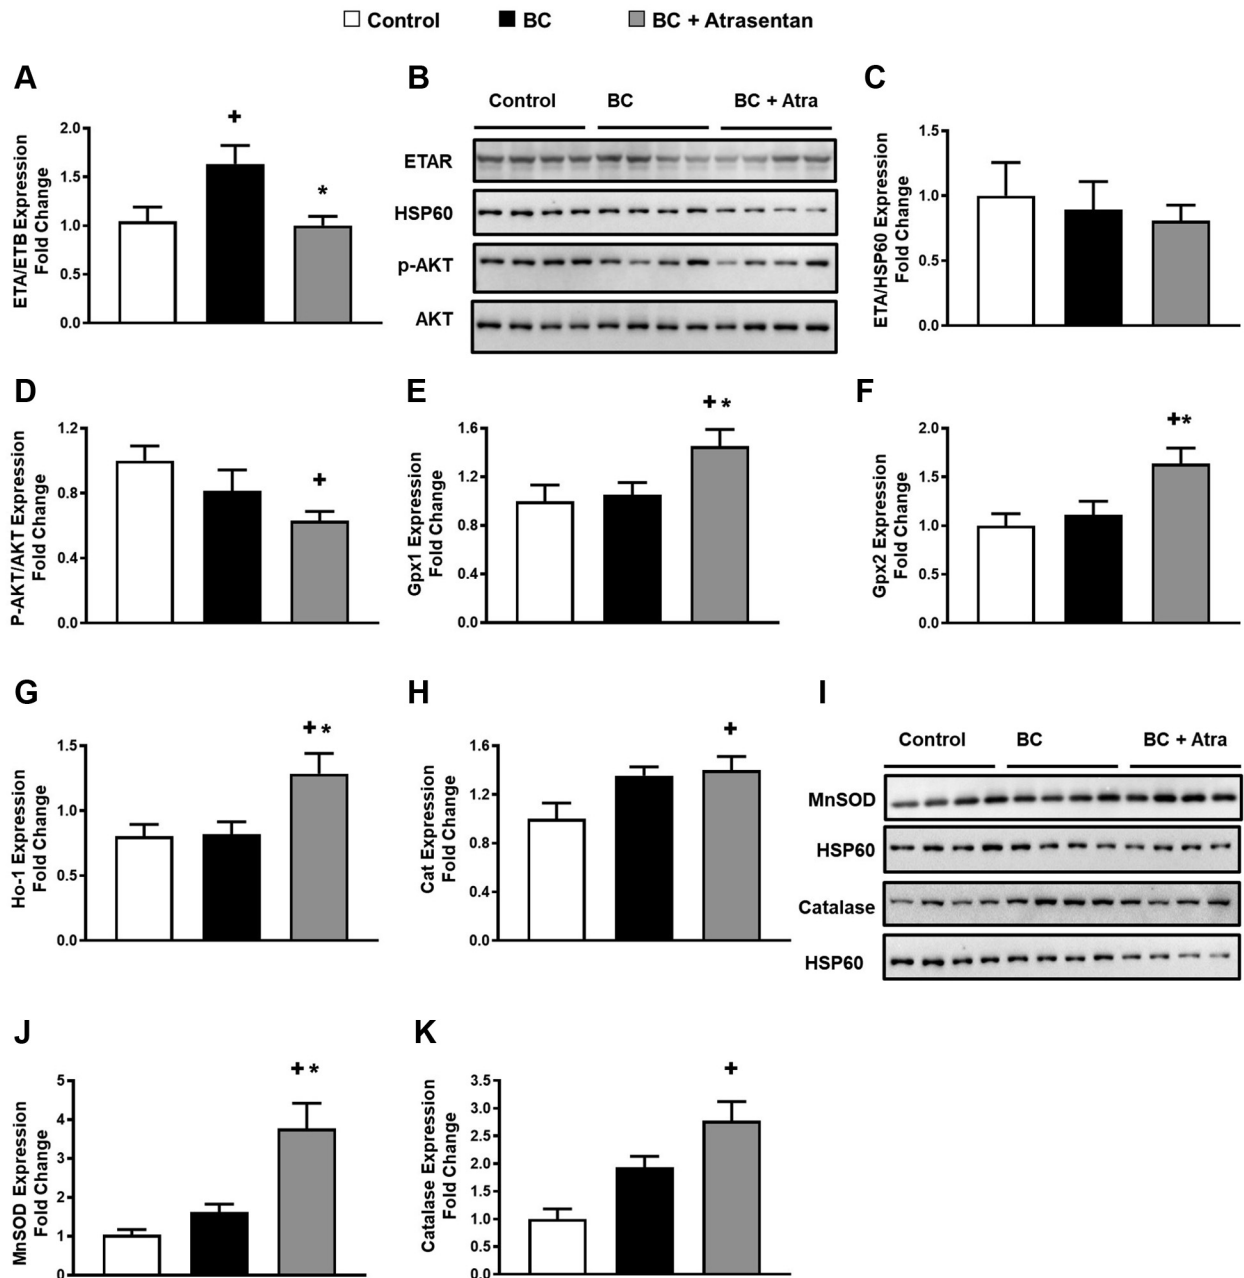 Control BC BC + Atrasentan
A
ETA/ETB Expression
Fold Change
2.0
1.5
1.0
0.5
0.0
+
*
B
Control BC BC + Atra
ETAR
HSP60
p-AKT
AKT
C
ETA/HSP60 Expression
Fold Change
1.5
1.0
0.5
0.0
D
P-AKT/AKT Expression
Fold Change
1.2
0.8
0.4
0.0
+
E
Gpx1 Expression
Fold Change
1.6
1.2
0.8
0.4
0.0
+ *
F
Gpx2 Expression
Fold Change
2.0
1.5
1.0
0.5
0.0
+*
G
Ho-1 Expression
Fold Change
1.5
1.0
0.5
0.0
+ *
H
Cat Expression
Fold Change
1.6
1.2
0.8
0.4
0.0
+
I
Control BC BC + Atra
MnSOD
HSP60
Catalase
HSP60
J
MnSOD Expression
Fold Change
5
4
3
2
1
0
+ *
K
Catalase Expression
Fold Change
3.5
3.0
2.5
2.0
1.5
1.0
0.5
0.0
+